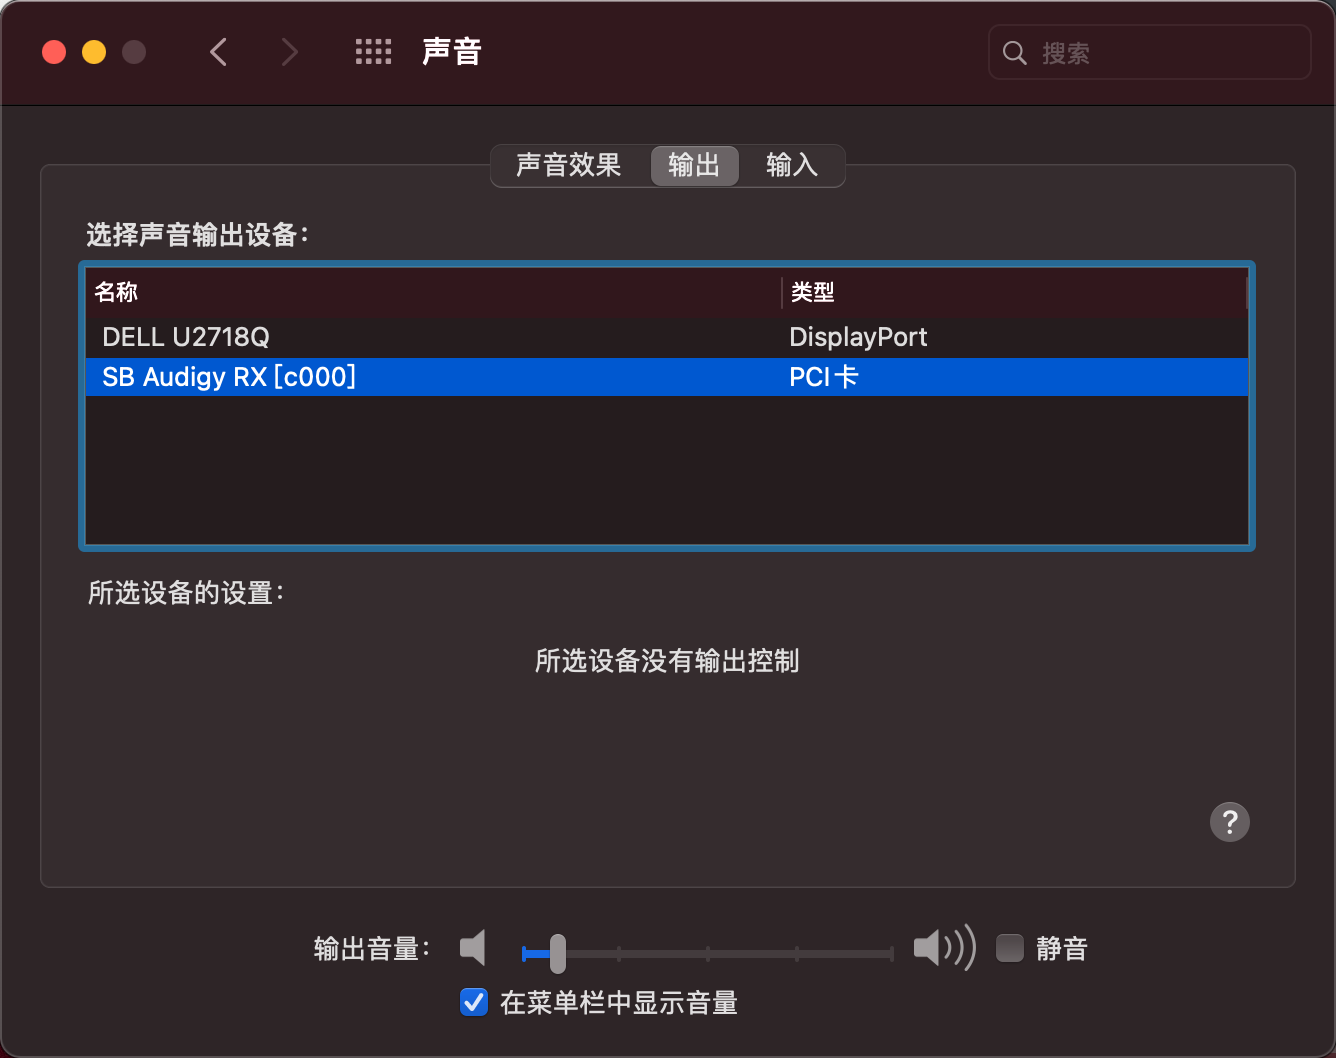 声音
搜索
声音效果 输出 输入
选择声音输出设备：
名称 类型
DELL U2718Q DisplayPort
SB Audigy RX [c000] PCI 卡
所选设备的设置：
所选设备没有输出控制
?
输出音量： 静音
在菜单栏中显示音量